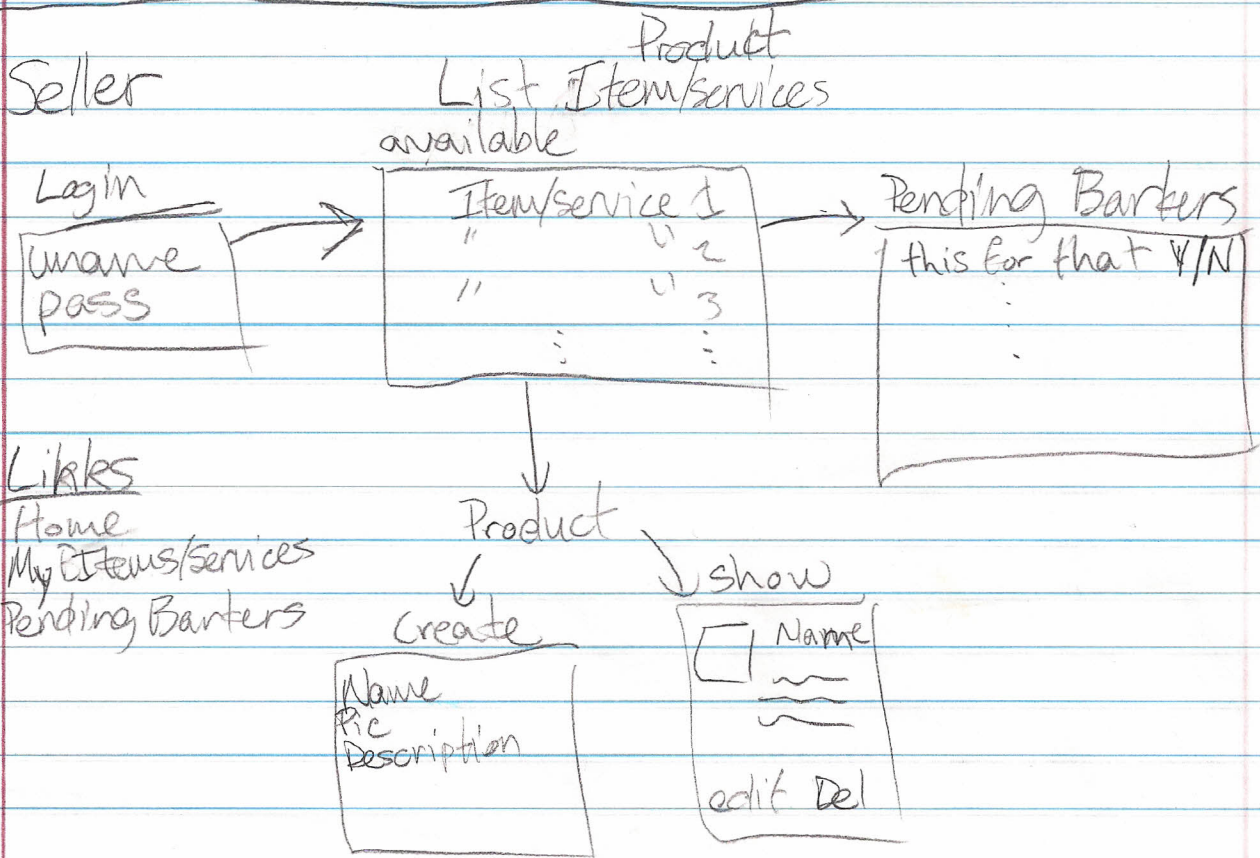 Product
Seller
List Item/services
available
Login
uname
pass
Item/service 1
" " 2
" " 3
Pending Barters
this for that Y/N
Links
Home
My Items/services
Pending Barters
Product
Create
Name
Pic
Description
show
Name
edit Del